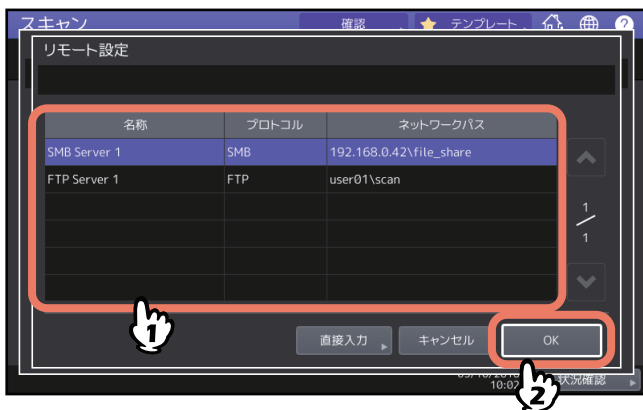 スキャン 確認 テンプレート ?
リモート設定
名称 プロトコル ネットワークパス
SMB Server 1 SMB 192.168.0.42\file_share
FTP Server 1 FTP user01\scan
1
1
1
直接入力 キャンセル OK
10:02 状況確認
2